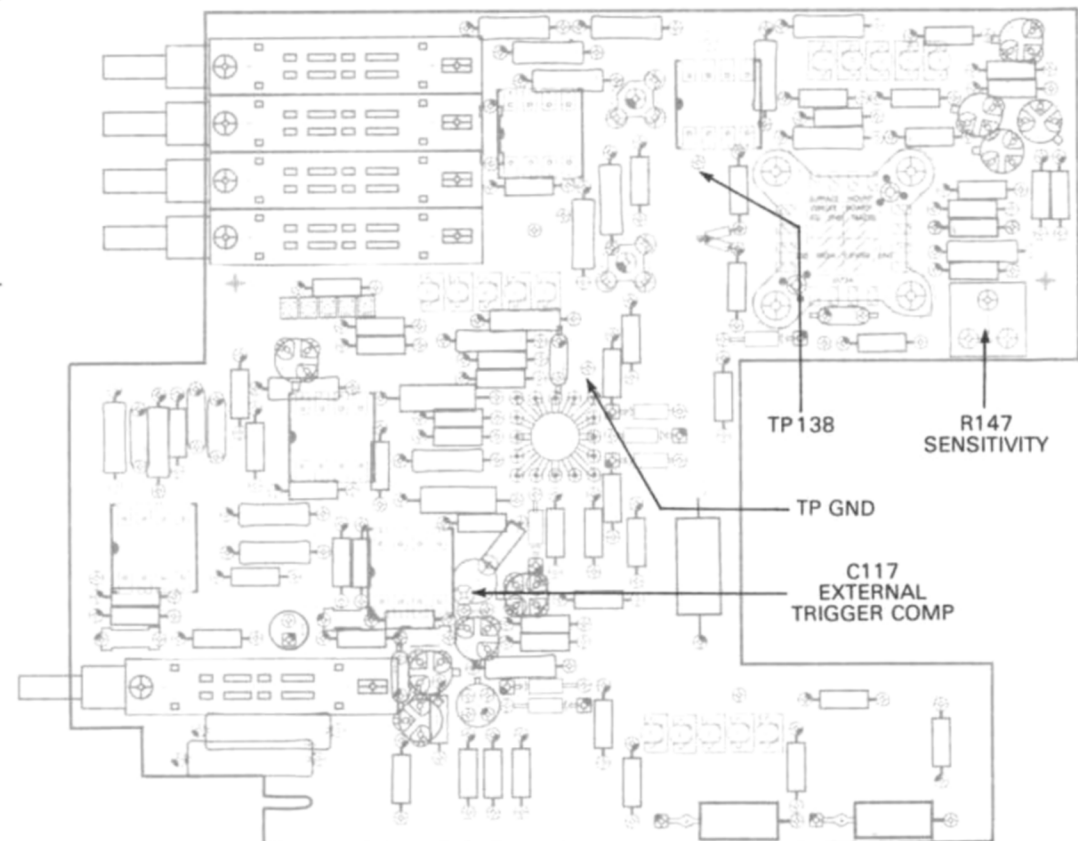 TP138
R147
SENSITIVITY
TP GND
C117
EXTERNAL
TRIGGER COMP